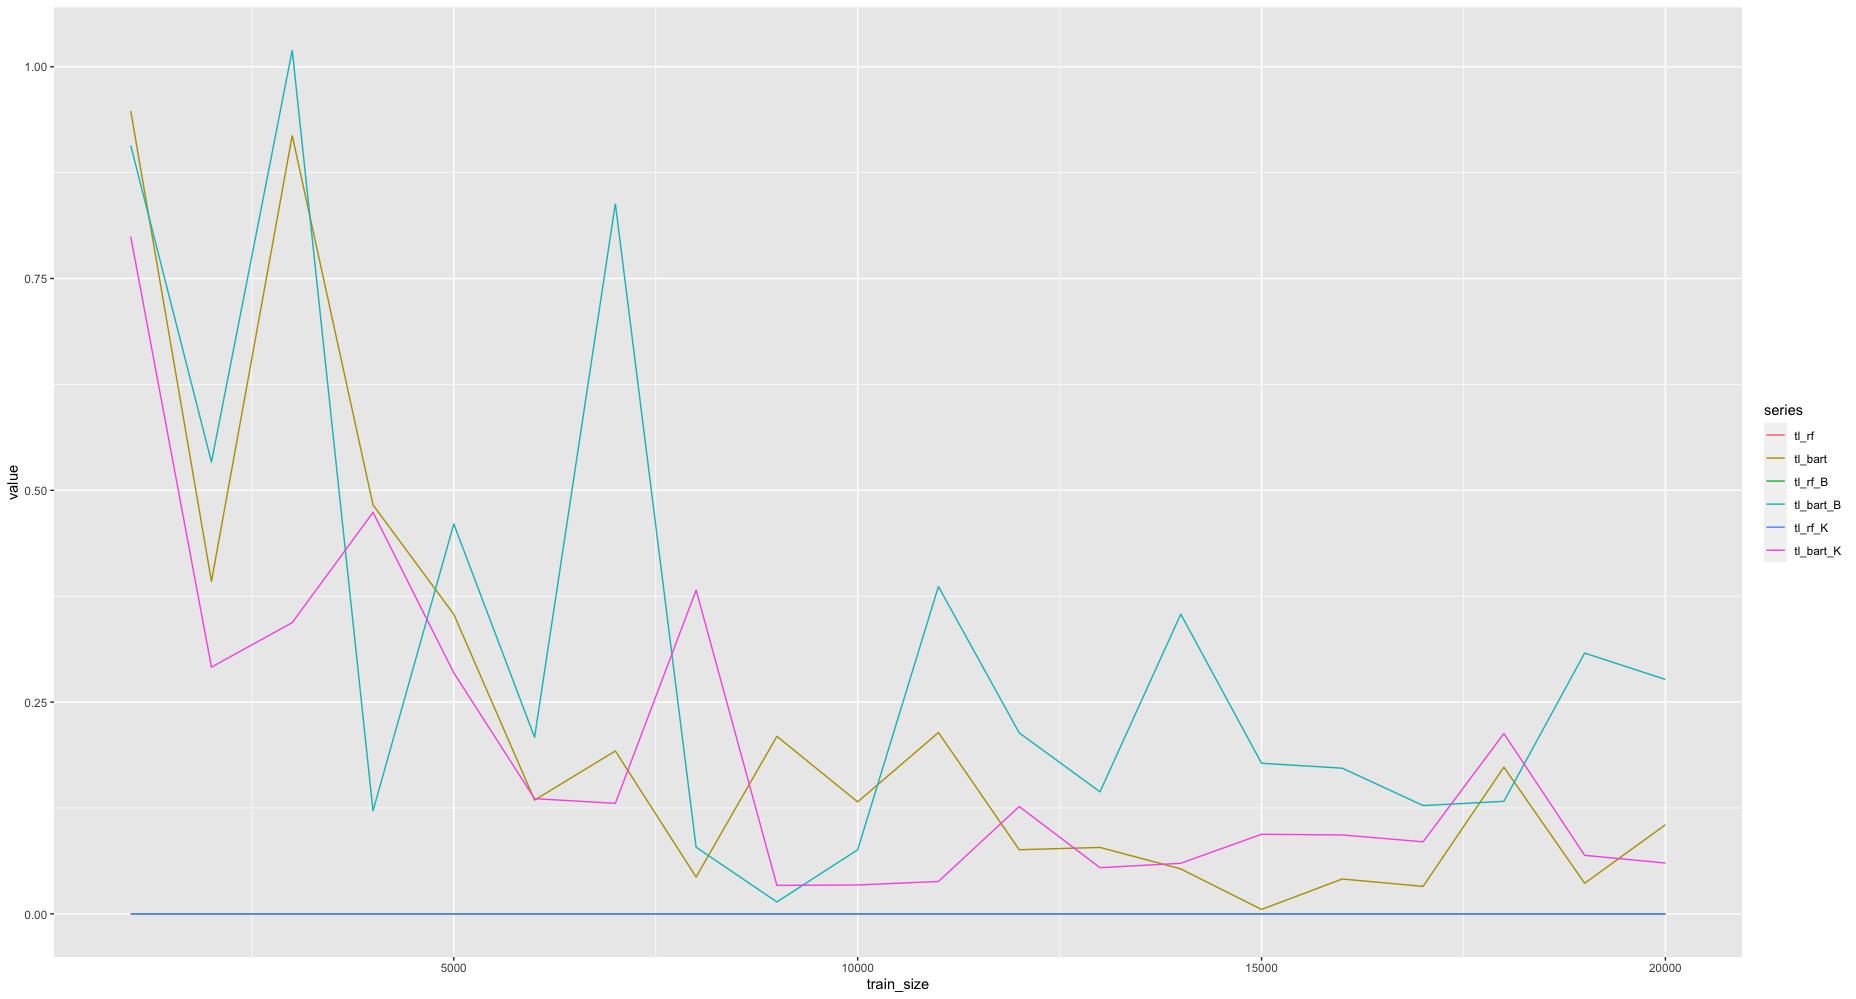 1.00
0.75
0.50
0.25
0.00
value
5000
10000
15000
20000
train_size
series
tl_rf
tl_bart
tl_rf_B
tl_bart_B
tl_rf_K
tl_bart_K